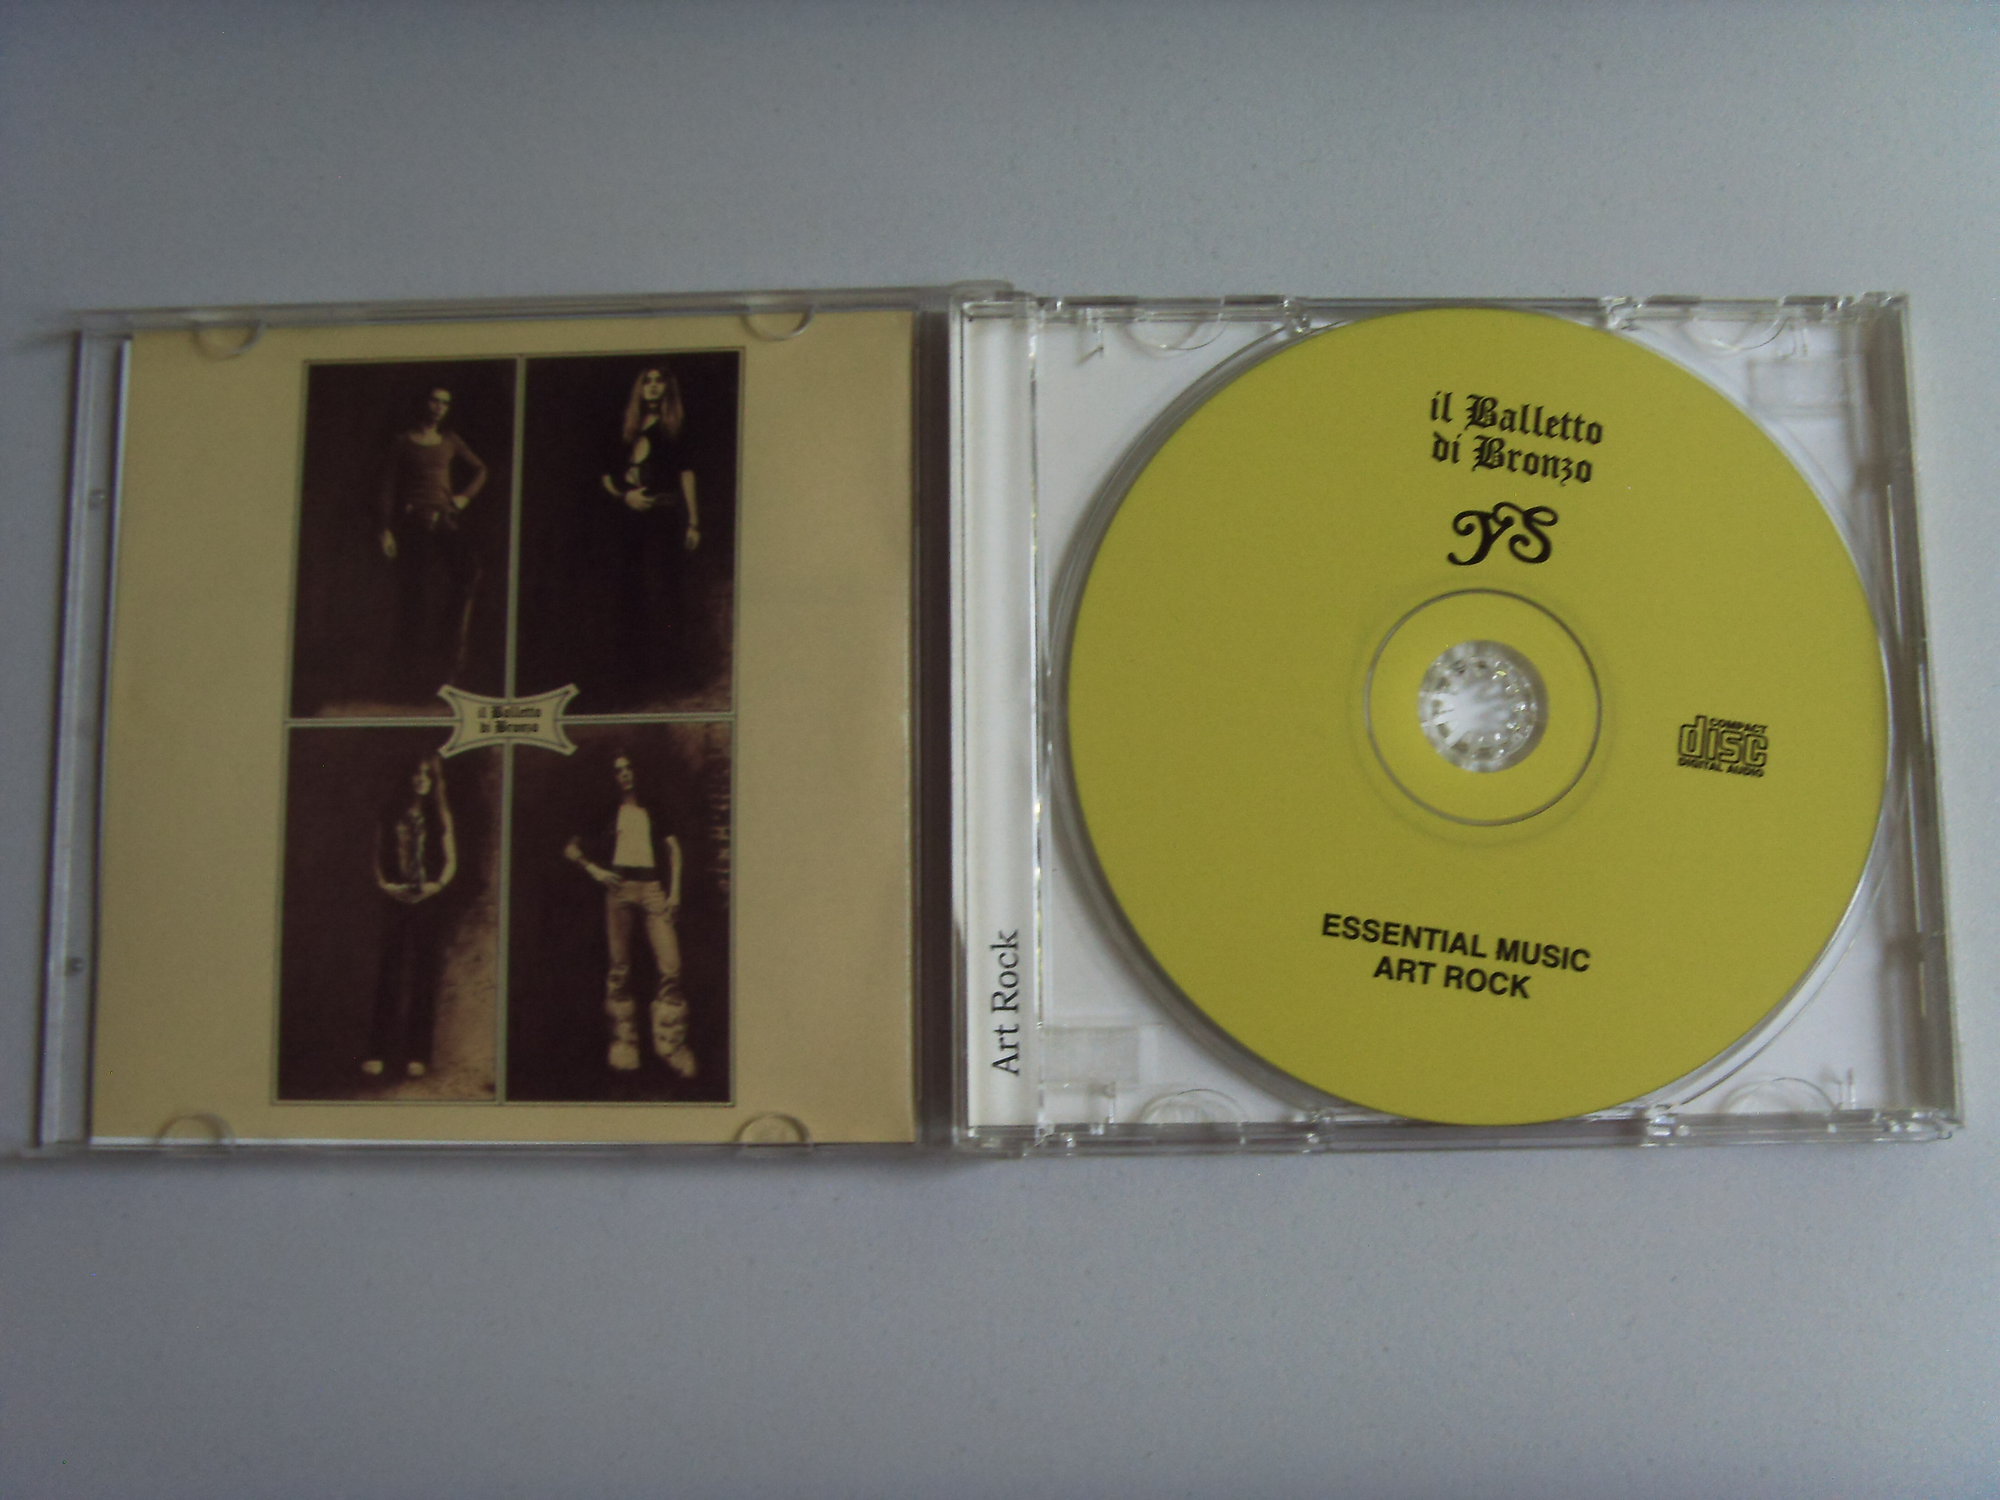 il Balletto
di Bronzo
Art Rock
il Balletto
di Bronzo
YS
COMPACT
disc
DIGITAL AUDIO
ESSENTIAL MUSIC
ART ROCK